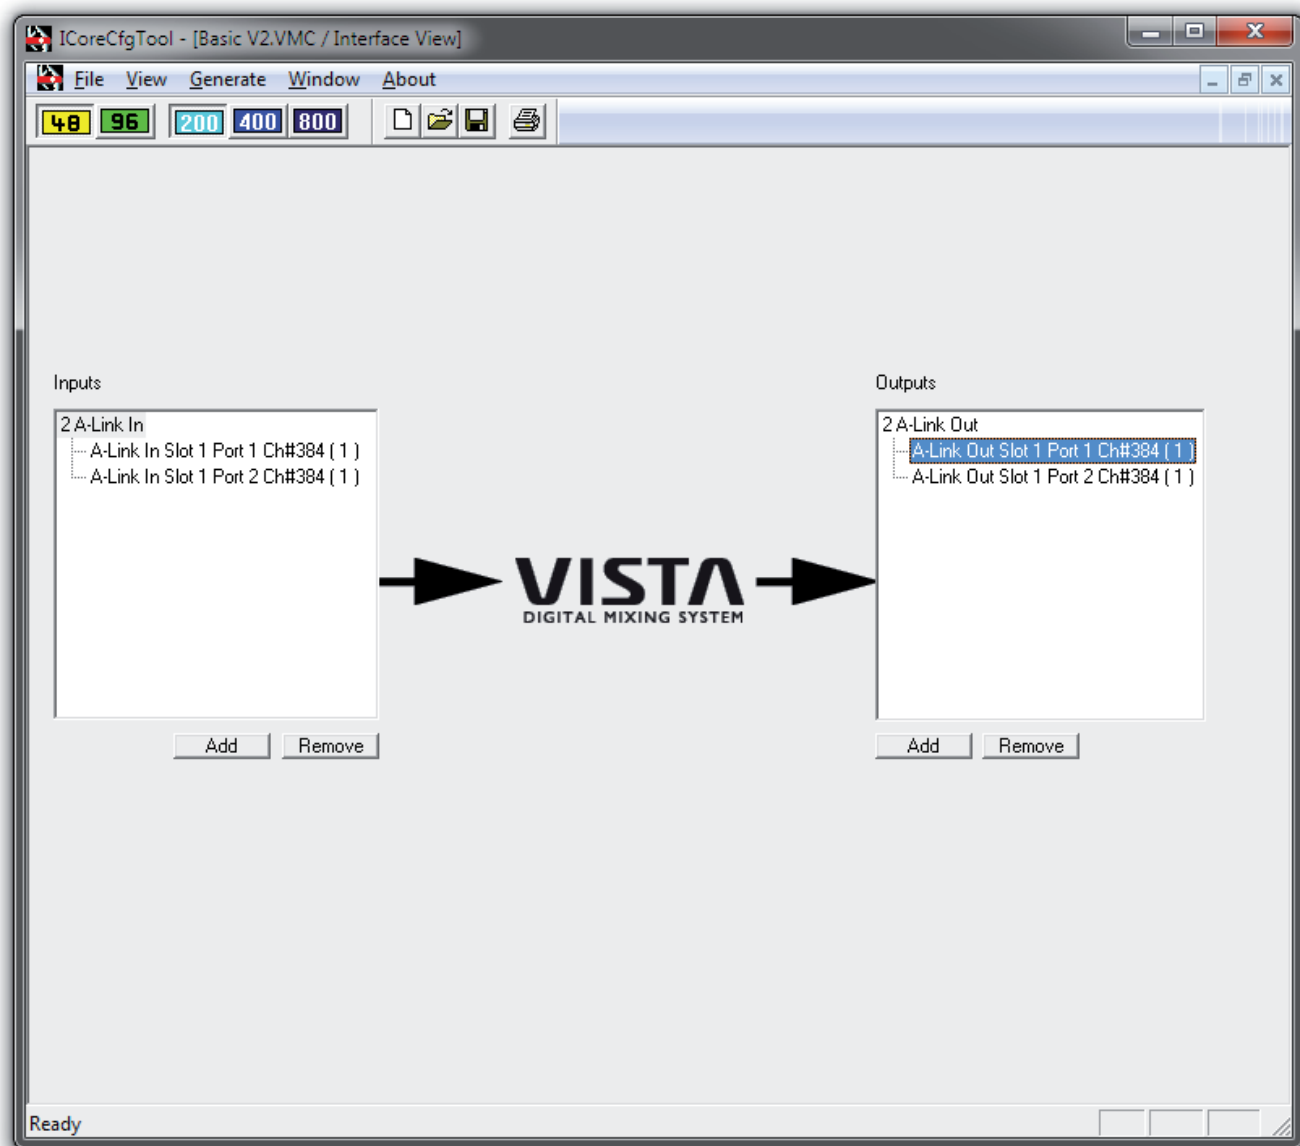 ICoreCfgTool - [Basic V2.VMC / Interface View]
File View Generate Window About
48 96 200 400 800
Inputs
Outputs
2 A-Link In
A-Link In Slot 1 Port 1 Ch#384 ( 1 )
A-Link In Slot 1 Port 2 Ch#384 ( 1 )
2 A-Link Out
A-Link Out Slot 1 Port 1 Ch#384 ( 1 )
A-Link Out Slot 1 Port 2 Ch#384 ( 1 )
VISTA
DIGITAL MIXING SYSTEM
Add Remove
Add Remove
Ready